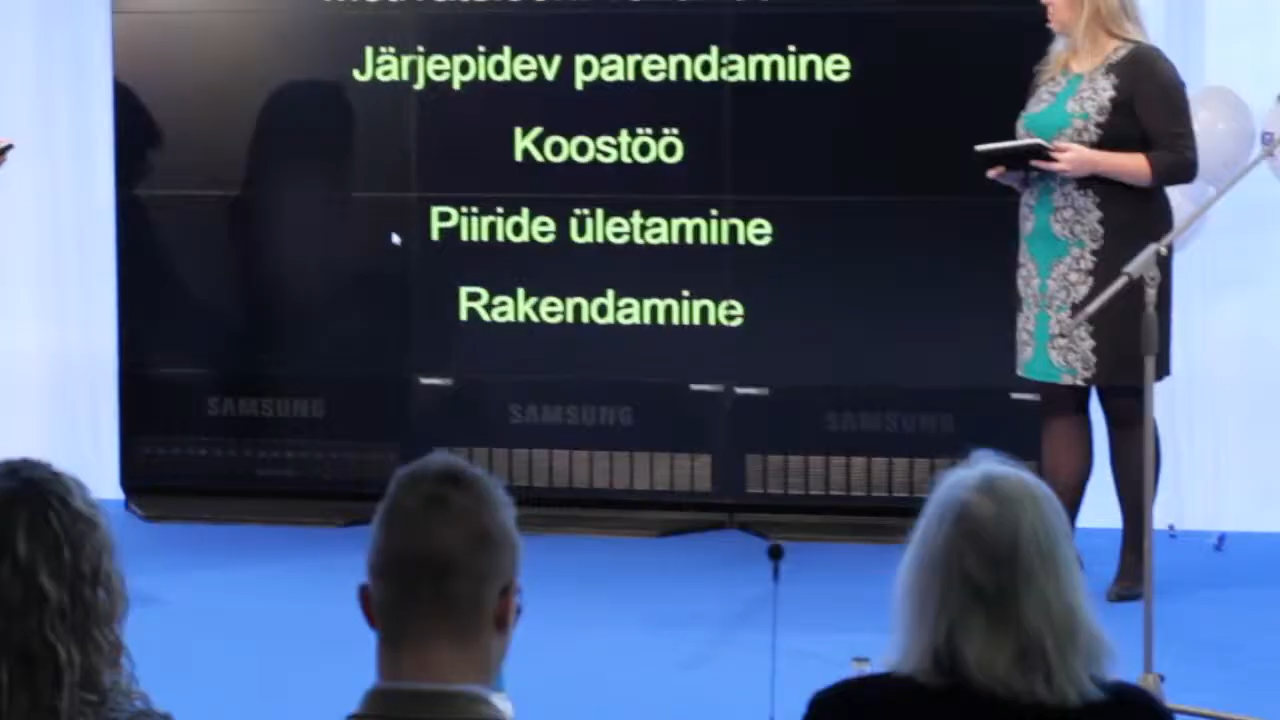 Järjepidev parendamine
Koostöö
Piiride ületamine
Rakendamine
SAMSUNG SAMSUNG SAMSUNG